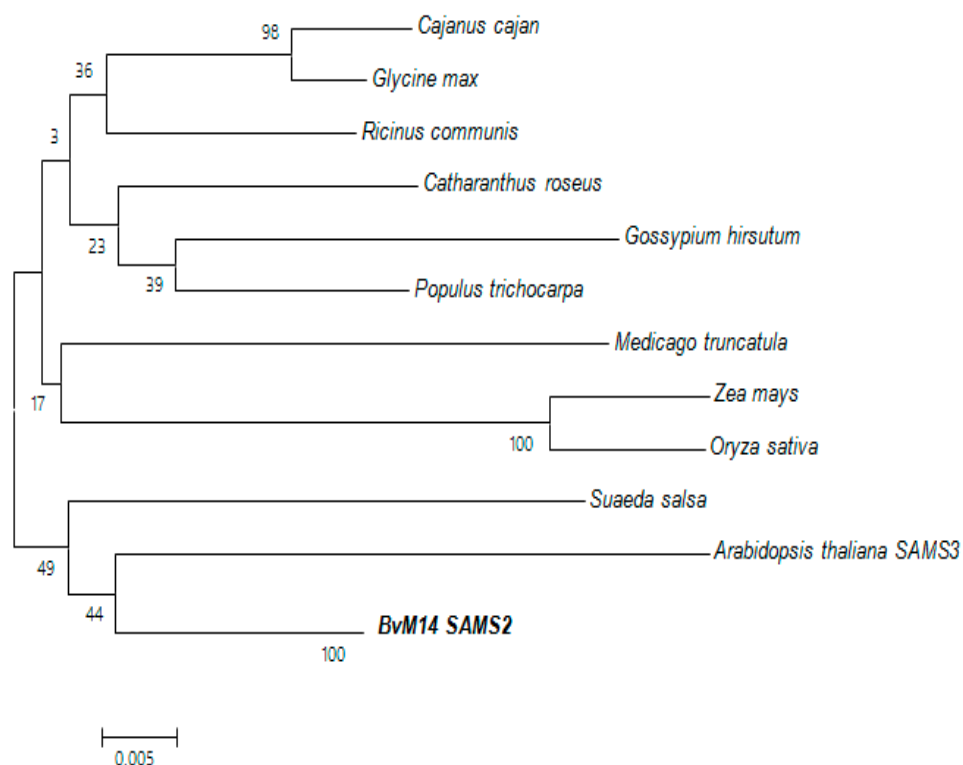 98
Cajanus cajan
36
Glycine max
3
Ricinus communis
Catharanthus roseus
23
Gossypium hirsutum
39
Populus trichocarpa
Medicago truncatula
17
Zea mays
100
Oryza sativa
Suaeda salsa
49
Arabidopsis thaliana SAMS3
44
BvM14 SAMS2
100
0.005